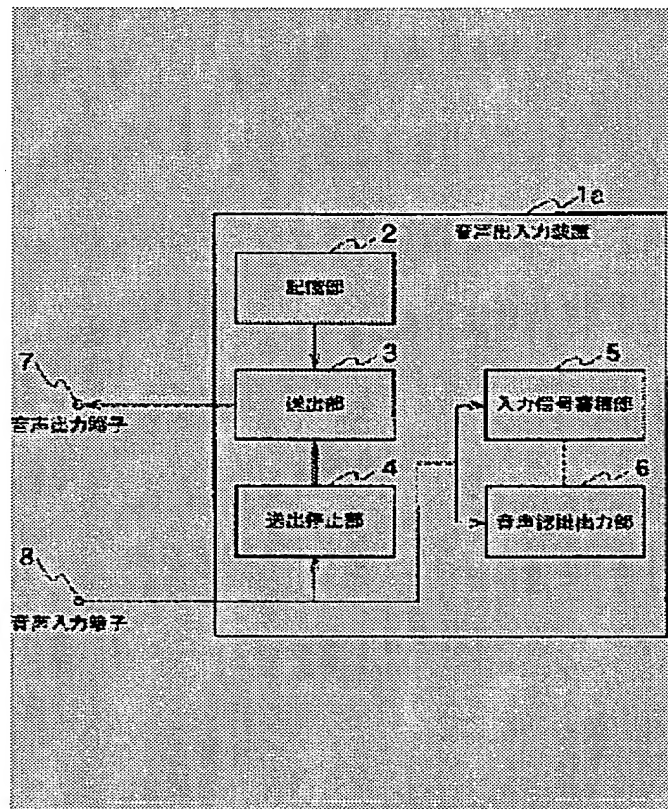 1a
音声出入力装置
2
記憶部
7
3
5
音声出力端子
送出部
入力信号蓄積部
4
6
送出停止部
音声認識出力部
8
音声入力端子